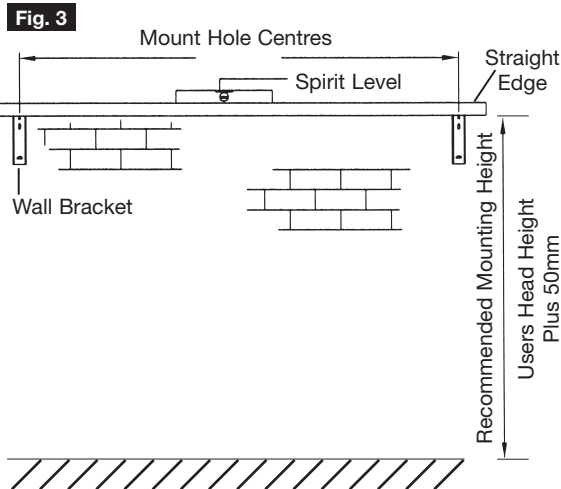 Fig. 3
Mount Hole Centres
Straight
Edge
Spirit Level
Wall Bracket
Recommended Mounting Height
Users Head Height
Plus 50mm